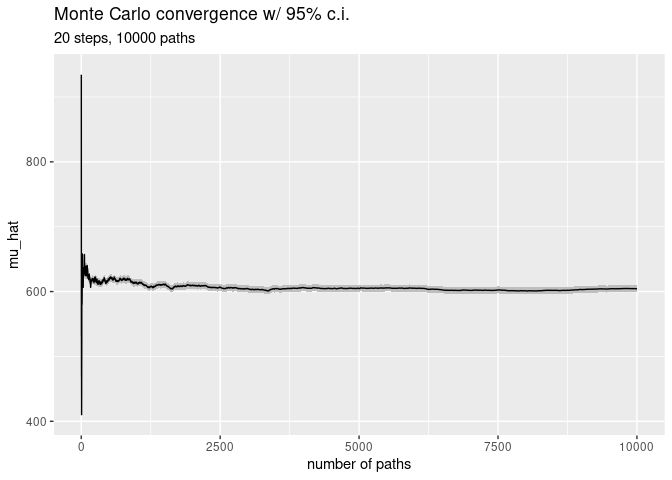 Monte Carlo convergence w/ 95% c.i.
20 steps, 10000 paths
800
600
400
mu_hat
0 2500 5000 7500 10000
number of paths